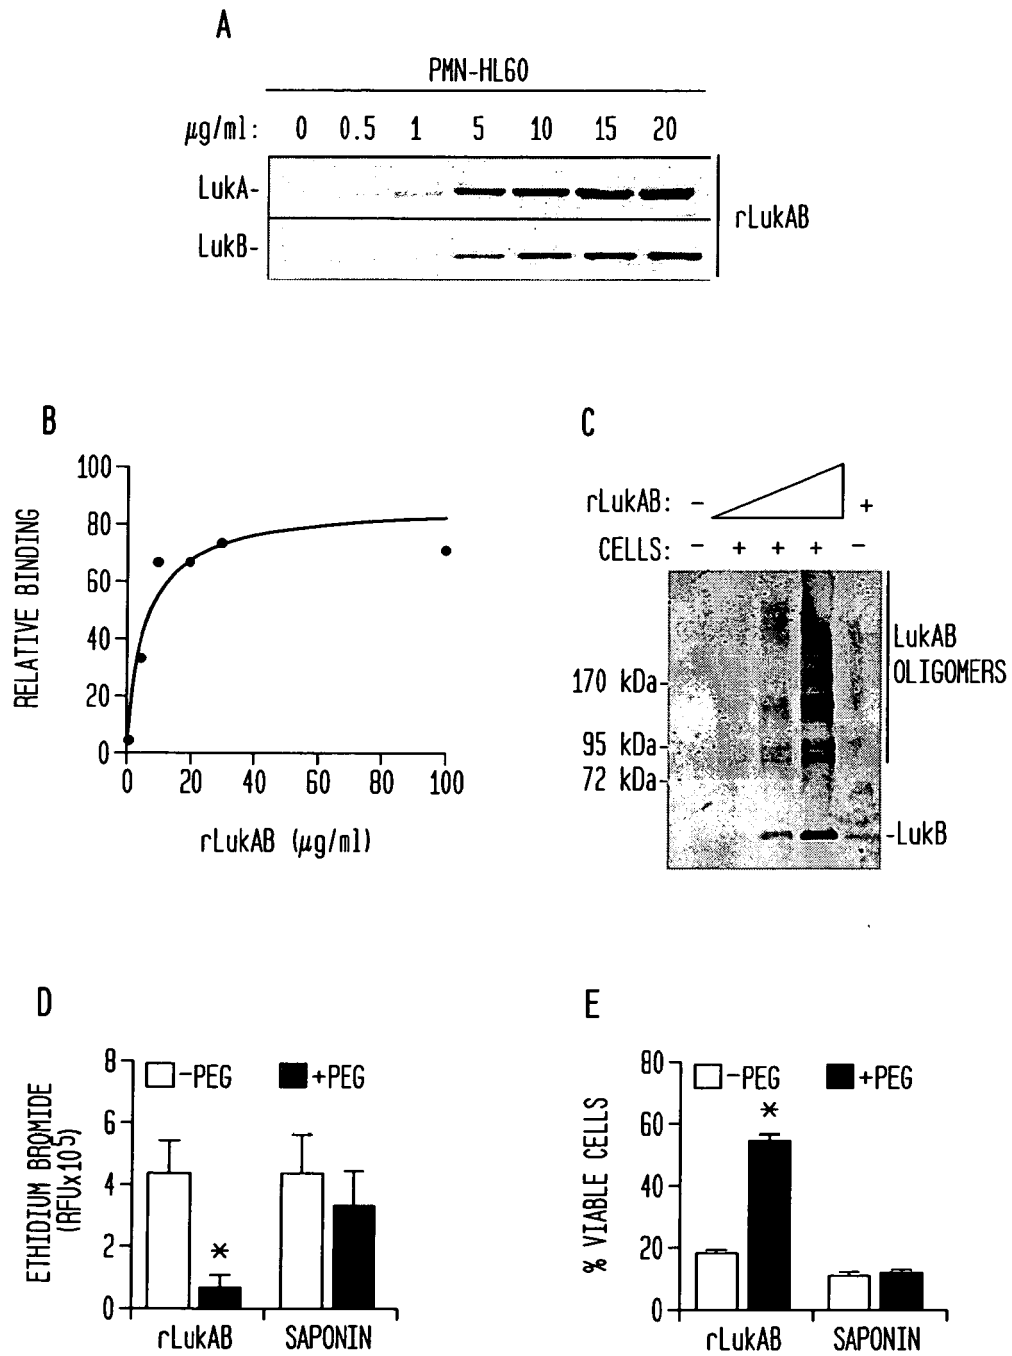 A
PMN-HL60
μg/ml: 0 0.5 1 5 10 15 20
LukA-
LukB-
rLukAB
B
100
80
60
40
20
0
RELATIVE BINDING
0 20 40 60 80 100
rLukAB (μg/ml)
C
rLukAB: - +
CELLS: - + + + -
170 kDa-
95 kDa-
72 kDa-
LukAB
OLIGOMERS
-LukB
D
8
6
4
2
0
ETHIDIUM BROMIDE
(RFUx10⁵)
-PEG +PEG
*
rLukAB SAPONIN
E
80
60
40
20
0
% VIABLE CELLS
-PEG +PEG
*
rLukAB SAPONIN